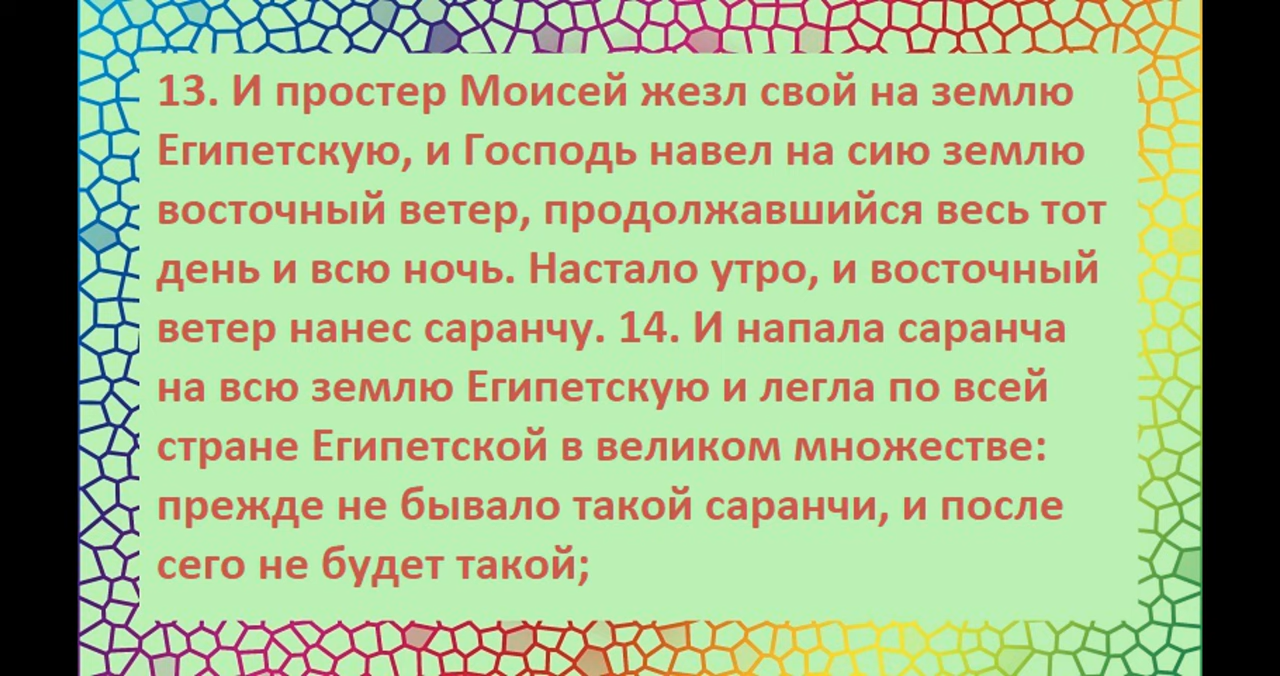 13. И простер Моисей жезл свой на землю
Египетскую, и Господь навел на сию землю
восточный ветер, продолжавшийся весь тот
день и всю ночь. Настало утро, и восточный
ветер нанес саранчу. 14. И напала саранча
на всю землю Египетскую и легла по всей
стране Египетской в великом множестве:
прежде не бывало такой саранчи, и после
сего не будет такой;